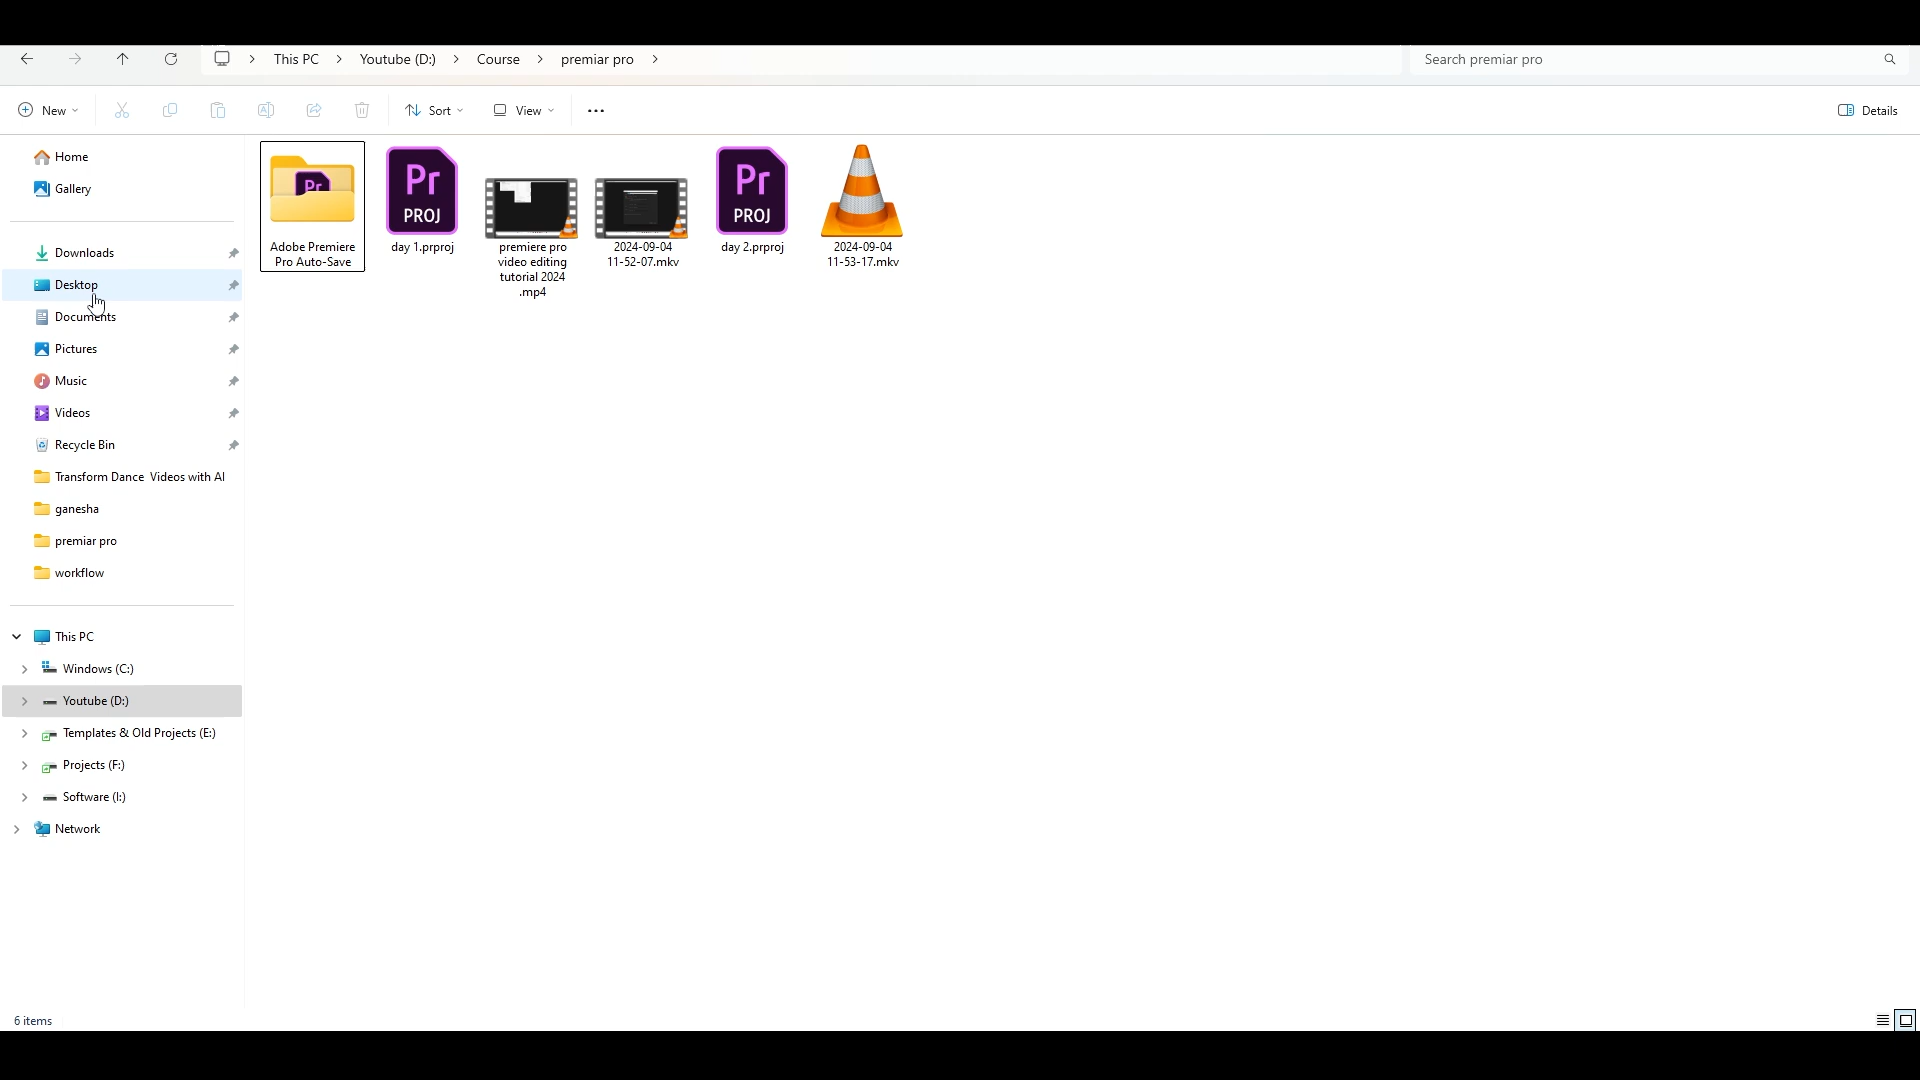 This PC > Youtube (D:) > Course > premiar pro >
Search premiar pro
New
Sort
View
Details
Home
Gallery
Downloads
Desktop
Documents
Pictures
Music
Videos
Recycle Bin
Transform Dance Videos with AI
ganesha
premiar pro
workflow
This PC
Windows (C:)
Youtube (D:)
Templates & Old Projects (E:)
Projects (F:)
Software (I:)
Network
Pr
Adobe Premiere
Pro Auto-Save
Pr
PROJ
day 1.prproj
premiere pro
video editing
tutorial 2024
.mp4
2024-09-04
11-52-07.mkv
Pr
PROJ
day 2.prproj
2024-09-04
11-53-17.mkv
6 items